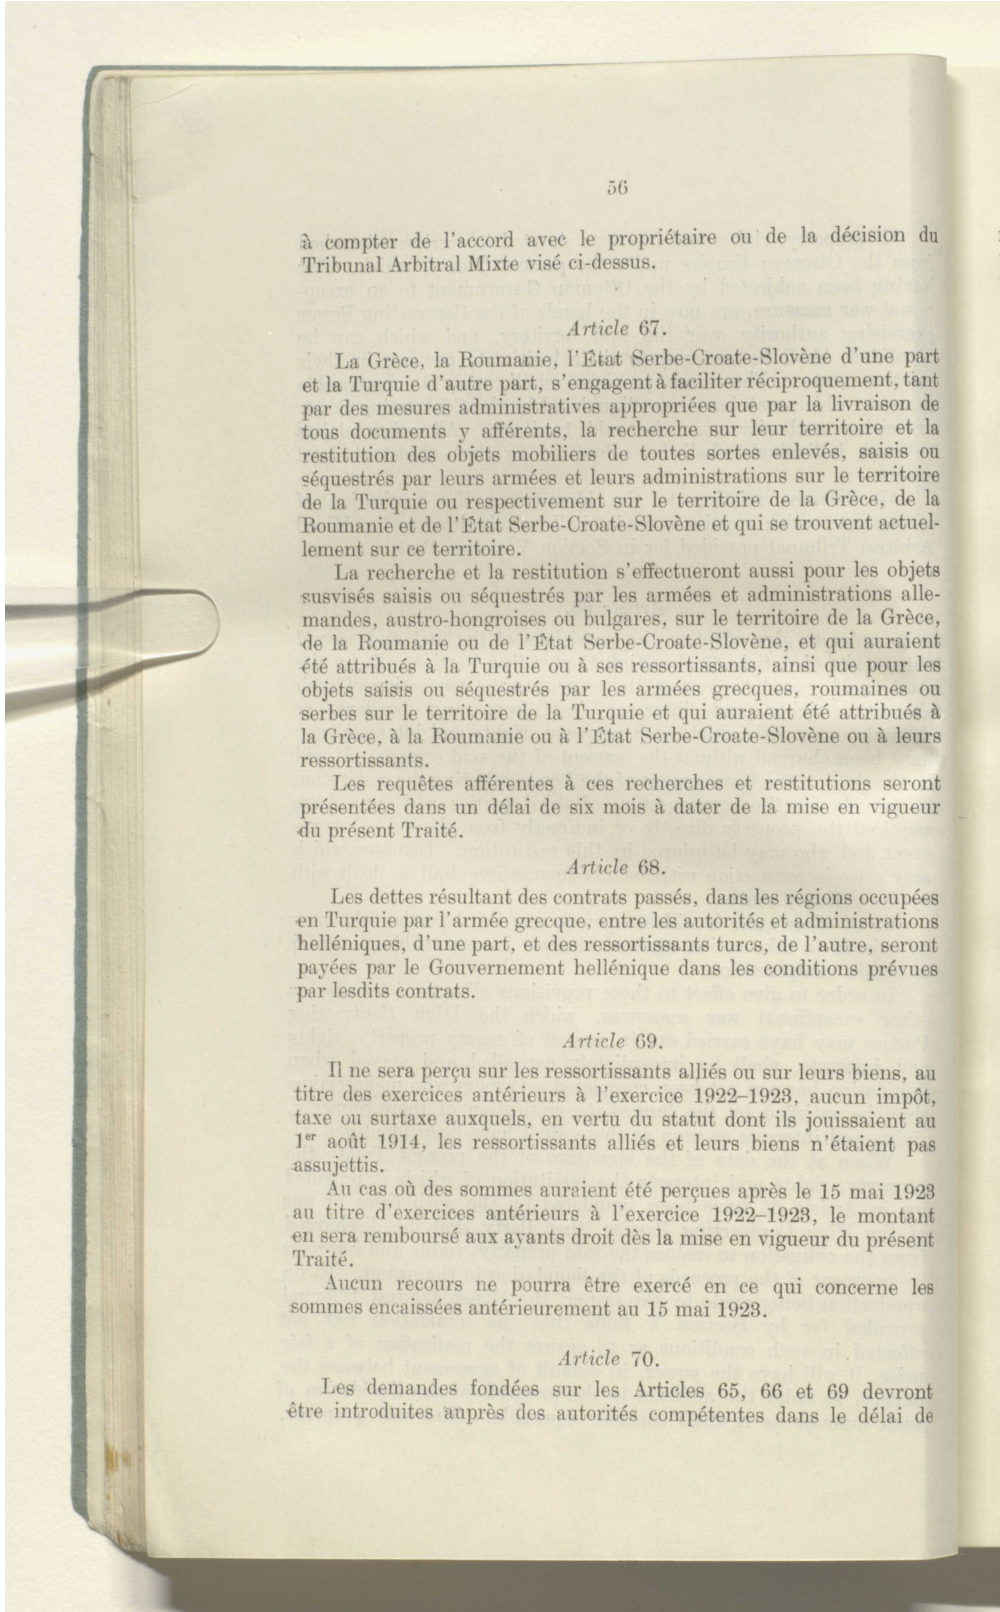 56
à compter de l'accord avec le propriétaire ou de la décision du
Tribunal Arbitral Mixte visé ci-dessus.
Article 67.
La Grèce, la Roumanie, l'État Serbe-Croate-Slovène d'une part
et la Turquie d'autre part, s'engagent à faciliter réciproquement, tant
par des mesures administratives appropriées que par la livraison de
tous documents y afférents, la recherche sur leur territoire et la
restitution des objets mobiliers de toutes sortes enlevés, saisis ou
séquestrés par leurs armées et leurs administrations sur le territoire
de la Turquie ou respectivement sur le territoire de la Grèce, de la
Roumanie et de l'État Serbe-Croate-Slovène et qui se trouvent actuel-
lement sur ce territoire.
La recherche et la restitution s'effectueront aussi pour les objets
susvisés saisis ou séquestrés par les armées et administrations alle-
mandes, austro-hongroises ou bulgares, sur le territoire de la Grèce,
de la Roumanie ou de l'État Serbe-Croate-Slovène, et qui auraient
été attribués à la Turquie ou à ses ressortissants, ainsi que pour les
objets saisis ou séquestrés par les armées grecques, roumaines ou
serbes sur le territoire de la Turquie et qui auraient été attribués à
la Grèce, à la Roumanie ou à l'État Serbe-Croate-Slovène ou à leurs
ressortissants.
Les requêtes afférentes à ces recherches et restitutions seront
présentées dans un délai de six mois à dater de la mise en vigueur
du présent Traité.
Article 68.
Les dettes résultant des contrats passés, dans les régions occupées
en Turquie par l'armée grecque, entre les autorités et administrations
helléniques, d'une part, et des ressortissants turcs, de l'autre, seront
payées par le Gouvernement hellénique dans les conditions prévues
par lesdits contrats.
Article 69.
Il ne sera perçu sur les ressortissants alliés ou sur leurs biens, au
titre des exercices antérieurs à l'exercice 1922–1923, aucun impôt,
taxe ou surtaxe auxquels, en vertu du statut dont ils jouissaient au
1er août 1914, les ressortissants alliés et leurs biens n'étaient pas
assujettis.
Au cas où des sommes auraient été perçues après le 15 mai 1923
au titre d'exercices antérieurs à l'exercice 1922–1923, le montant
en sera remboursé aux ayants droit dès la mise en vigueur du présent
Traité.
Aucun recours ne pourra être exercé en ce qui concerne les
sommes encaissées antérieurement au 15 mai 1923.
Article 70.
Les demandes fondées sur les Articles 65, 66 et 69 devront
être introduites auprès des autorités compétentes dans le délai de